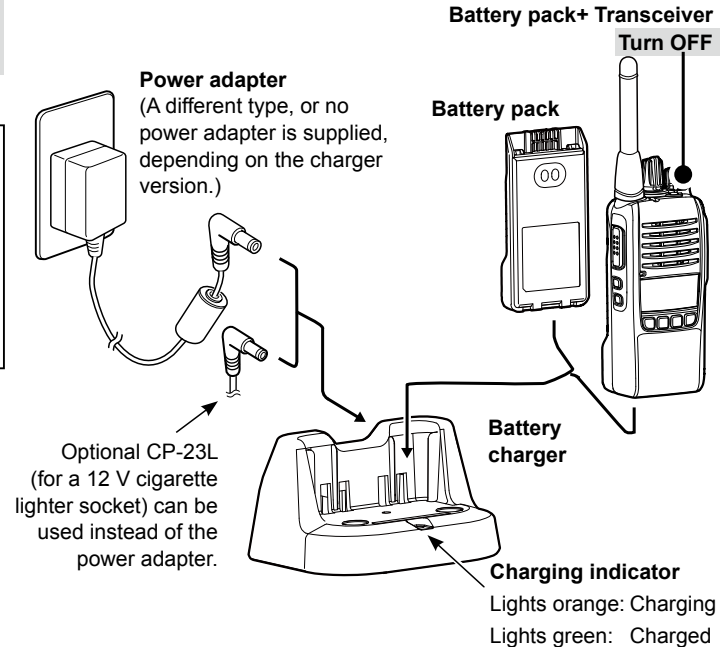 Battery pack+ Transceiver
Turn OFF
Power adapter
(A different type, or no
power adapter is supplied,
depending on the charger
version.)
Battery pack
Optional CP-23L
(for a 12 V cigarette
lighter socket) can be
used instead of the
power adapter.
Battery
charger
Charging indicator
Lights orange: Charging
Lights green: Charged